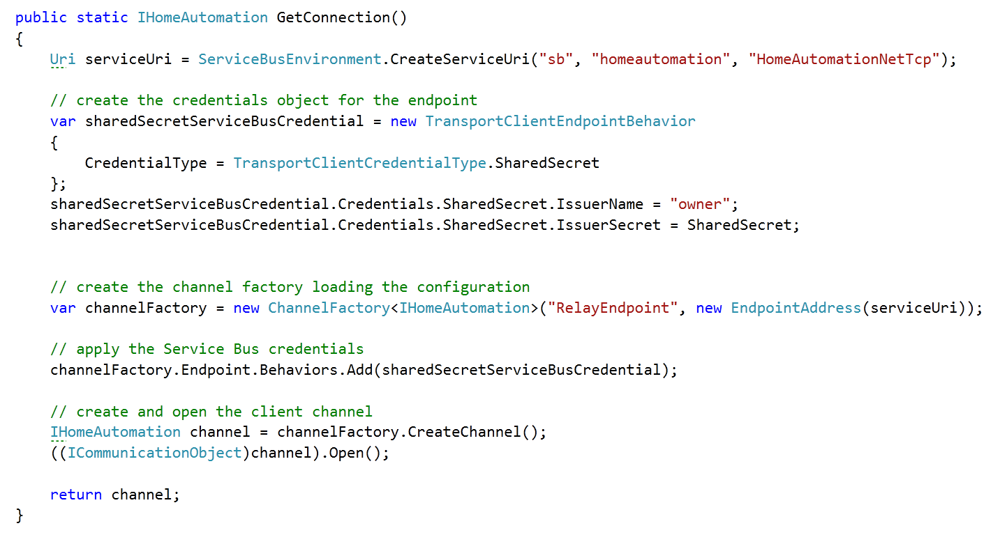 public static IHomeAutomation GetConnection()
{
    Uri serviceUri = ServiceBusEnvironment.CreateServiceUri("sb", "homeautomation", "HomeAutomationNetTcp");

    // create the credentials object for the endpoint
    var sharedSecretServiceBusCredential = new TransportClientEndpointBehavior
    {
        CredentialType = TransportClientCredentialType.SharedSecret
    };
    sharedSecretServiceBusCredential.Credentials.SharedSecret.IssuerName = "owner";
    sharedSecretServiceBusCredential.Credentials.SharedSecret.IssuerSecret = SharedSecret;


    // create the channel factory loading the configuration
    var channelFactory = new ChannelFactory<IHomeAutomation>("RelayEndpoint", new EndpointAddress(serviceUri));

    // apply the Service Bus credentials
    channelFactory.Endpoint.Behaviors.Add(sharedSecretServiceBusCredential);

    // create and open the client channel
    IHomeAutomation channel = channelFactory.CreateChannel();
    ((ICommunicationObject)channel).Open();

    return channel;
}